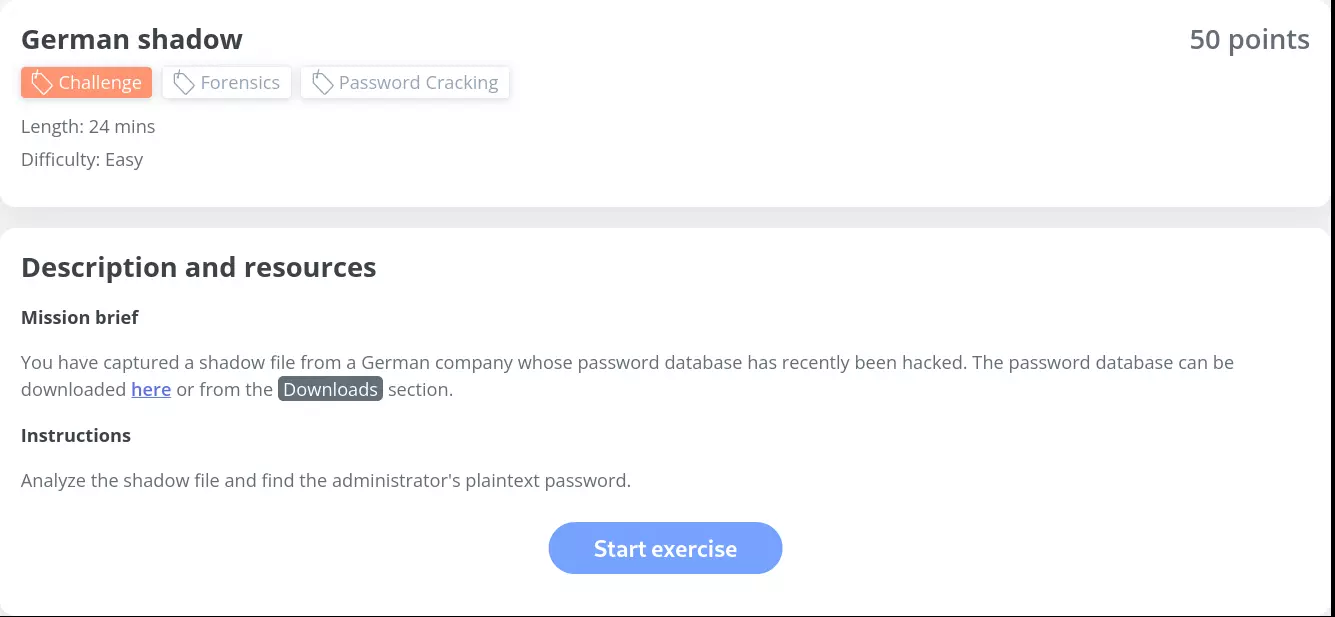 German shadow
50 points
Challenge
Forensics
Password Cracking
Length: 24 mins
Difficulty: Easy
Description and resources
Mission brief
You have captured a shadow file from a German company whose password database has recently been hacked. The password database can be
downloaded here or from the Downloads section.
Instructions
Analyze the shadow file and find the administrator's plaintext password.
Start exercise